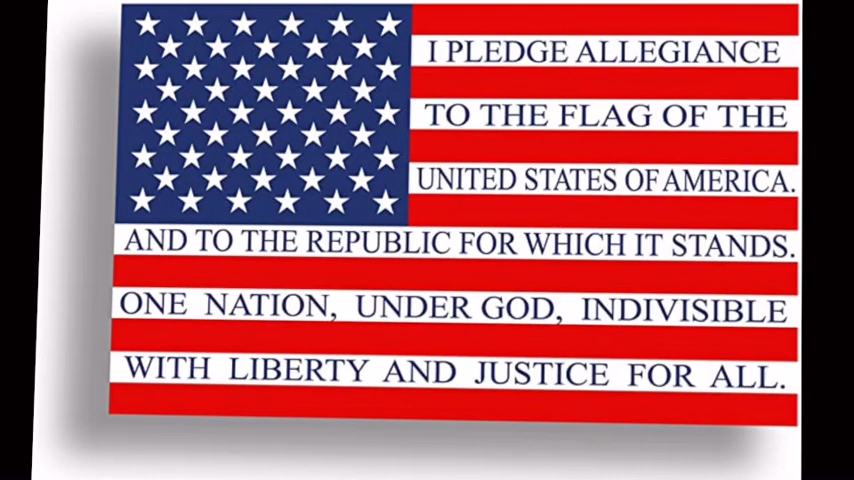 I PLEDGE ALLEGIANCE
TO THE FLAG OF THE
UNITED STATES OF AMERICA.
AND TO THE REPUBLIC FOR WHICH IT STANDS.
ONE NATION, UNDER GOD, INDIVISIBLE
WITH LIBERTY AND JUSTICE FOR ALL.